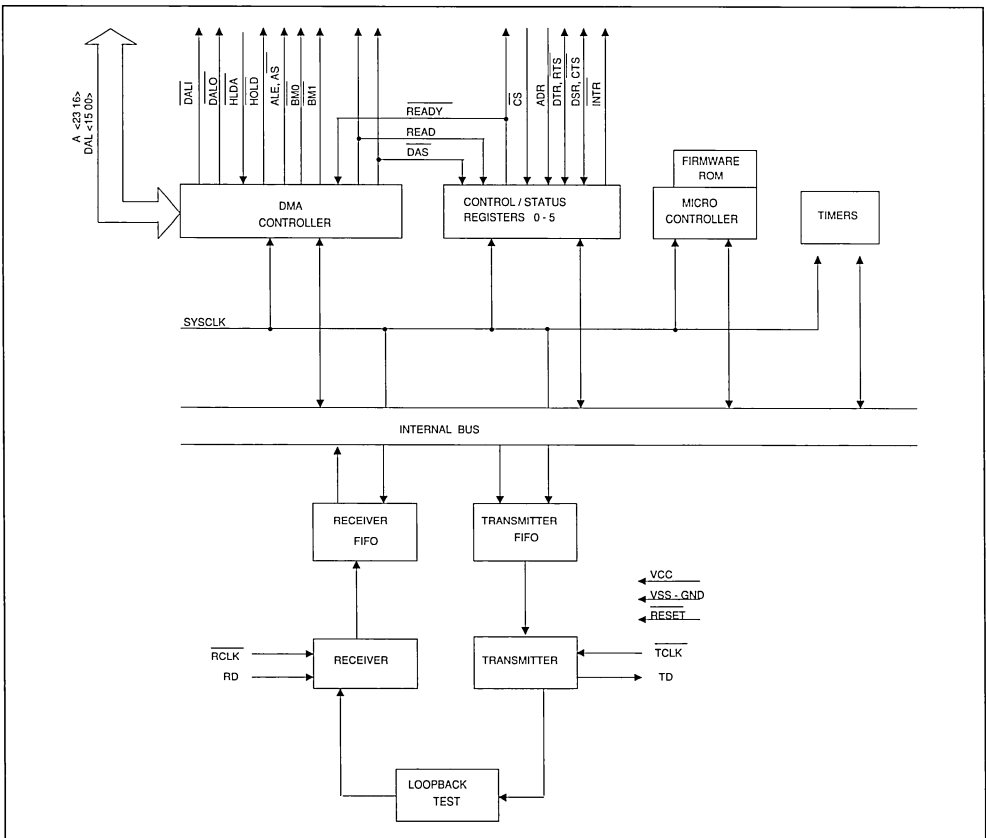 A <23 16>
DAL <15 00>
DALI
DALO
HLDA
HOLD
ALE, AS
BM0
BM1
READY
READ
DAS
CS
ADR
DTR, RTS
DSR, CTS
INTR
DMA
CONTROLLER
CONTROL / STATUS
REGISTERS 0 - 5
FIRMWARE
ROM
MICRO
CONTROLLER
TIMERS
SYSCLK
INTERNAL BUS
RECEIVER
FIFO
TRANSMITTER
FIFO
VCC
VSS - GND
RESET
RCLK
RD
RECEIVER
TRANSMITTER
TCLK
TD
LOOPBACK
TEST